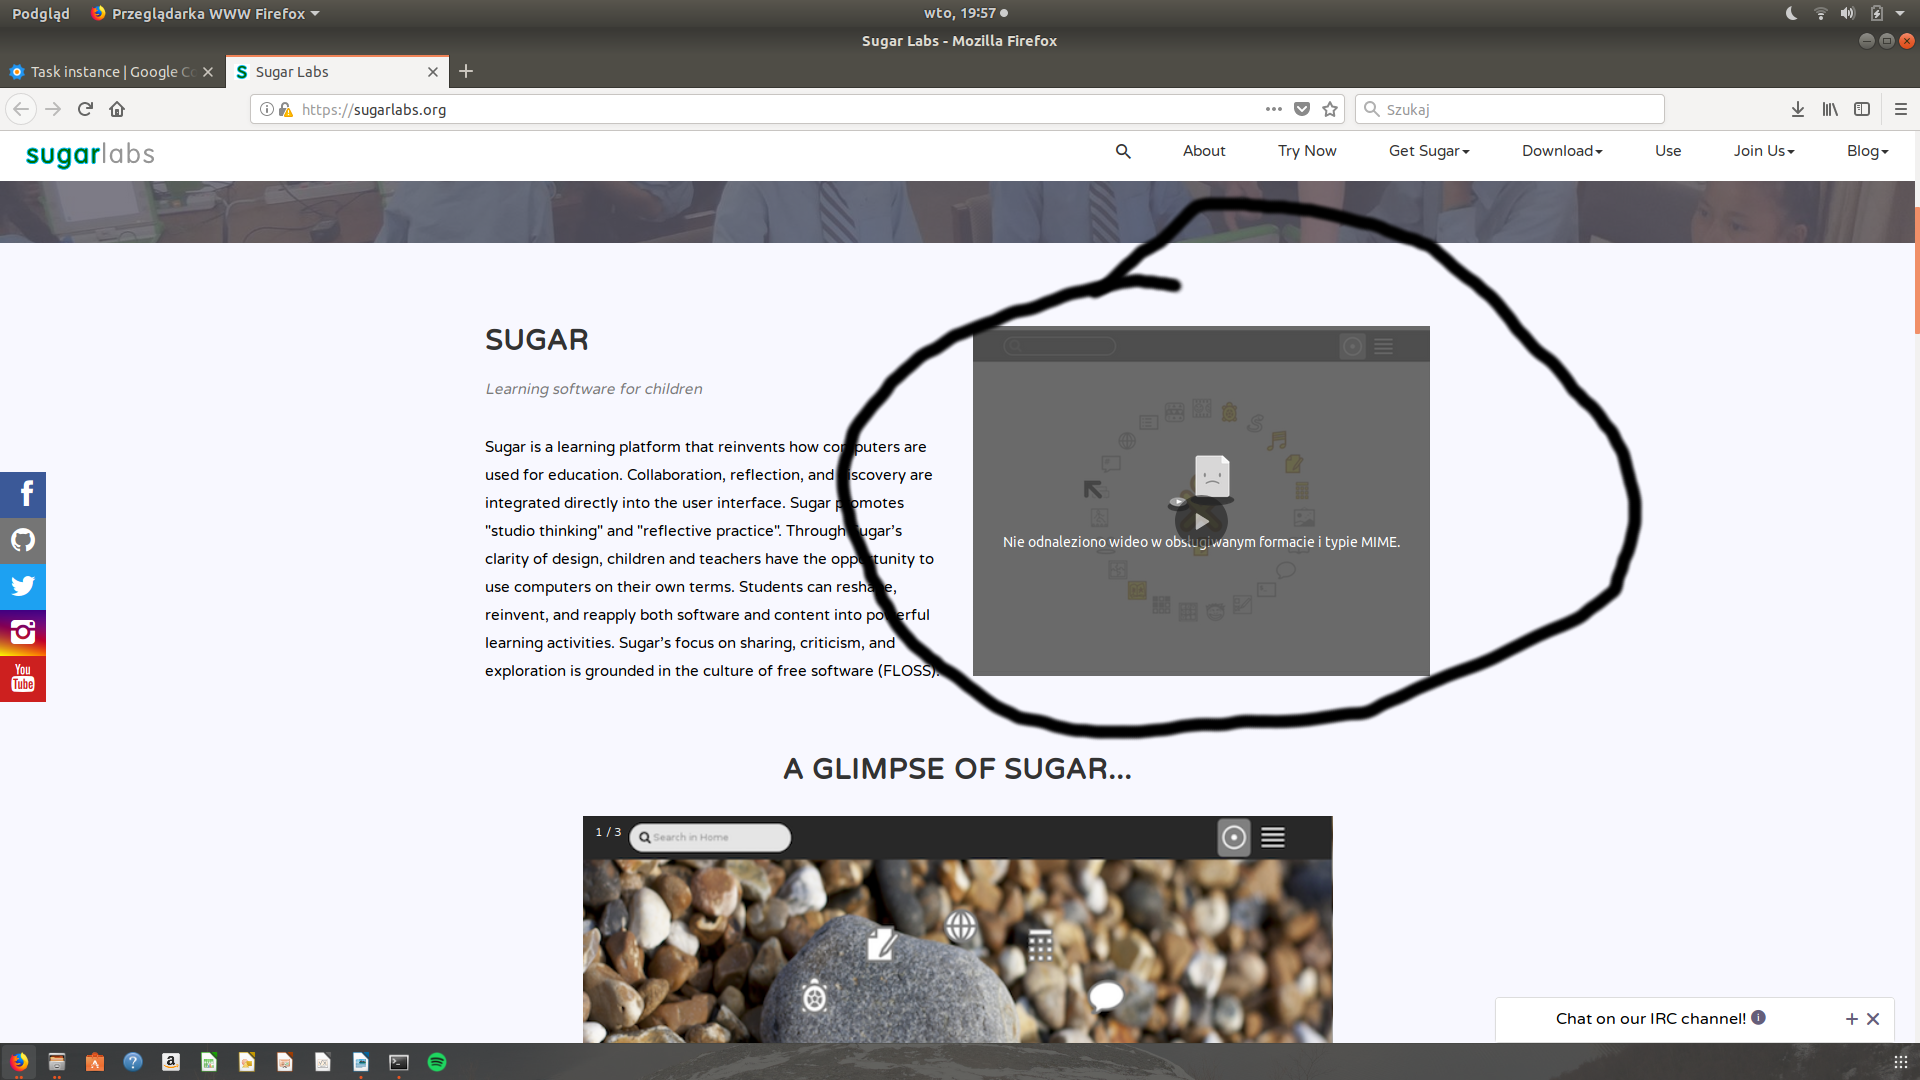 Podgląd
Przeglądarka WWW Firefox
wto, 19:57
Sugar Labs - Mozilla Firefox
Task instance | Google Co
Sugar Labs
https://sugarlabs.org
Szukaj
sugarlabs
About
Try Now
Get Sugar
Download
Use
Join Us
Blog
SUGAR
Learning software for children
Sugar is a learning platform that reinvents how computers are
used for education. Collaboration, reflection, and discovery are
integrated directly into the user interface. Sugar promotes
"studio thinking" and "reflective practice". Through Sugar's
clarity of design, children and teachers have the opportunity to
use computers on their own terms. Students can reshape,
reinvent, and reapply both software and content into powerful
learning activities. Sugar's focus on sharing, criticism, and
exploration is grounded in the culture of free software (FLOSS).
Nie odnaleziono wideo w obsługiwanym formacie i typie MIME.
You
Tube
A GLIMPSE OF SUGAR...
1 / 3
Search in Home
Chat on our IRC channel!